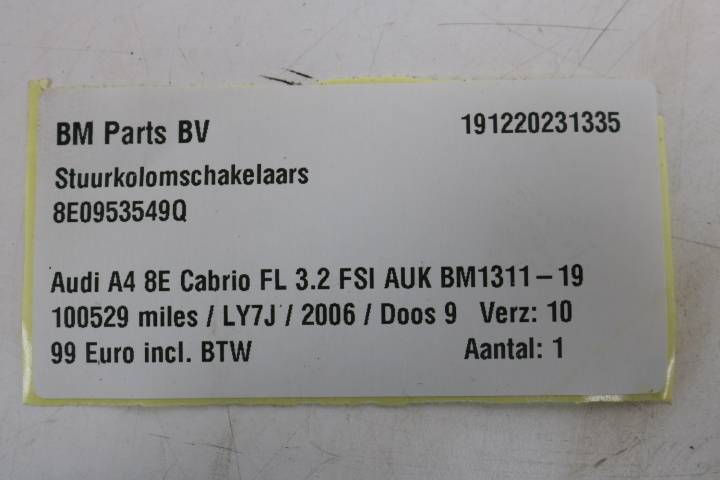 BM Parts BV 191220231335
Stuurkolomschakelaars
8E0953549Q
Audi A4 8E Cabrio FL 3.2 FSI AUK BM1311-19
100529 miles / LY7J / 2006 / Doos 9 Verz: 10
99 Euro incl. BTW Aantal: 1